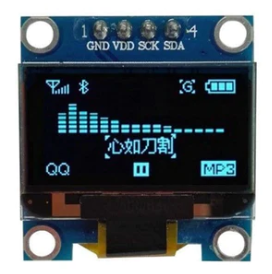 1 GND VDD SCK SDA 4
G
心如刀割
QQ MP3